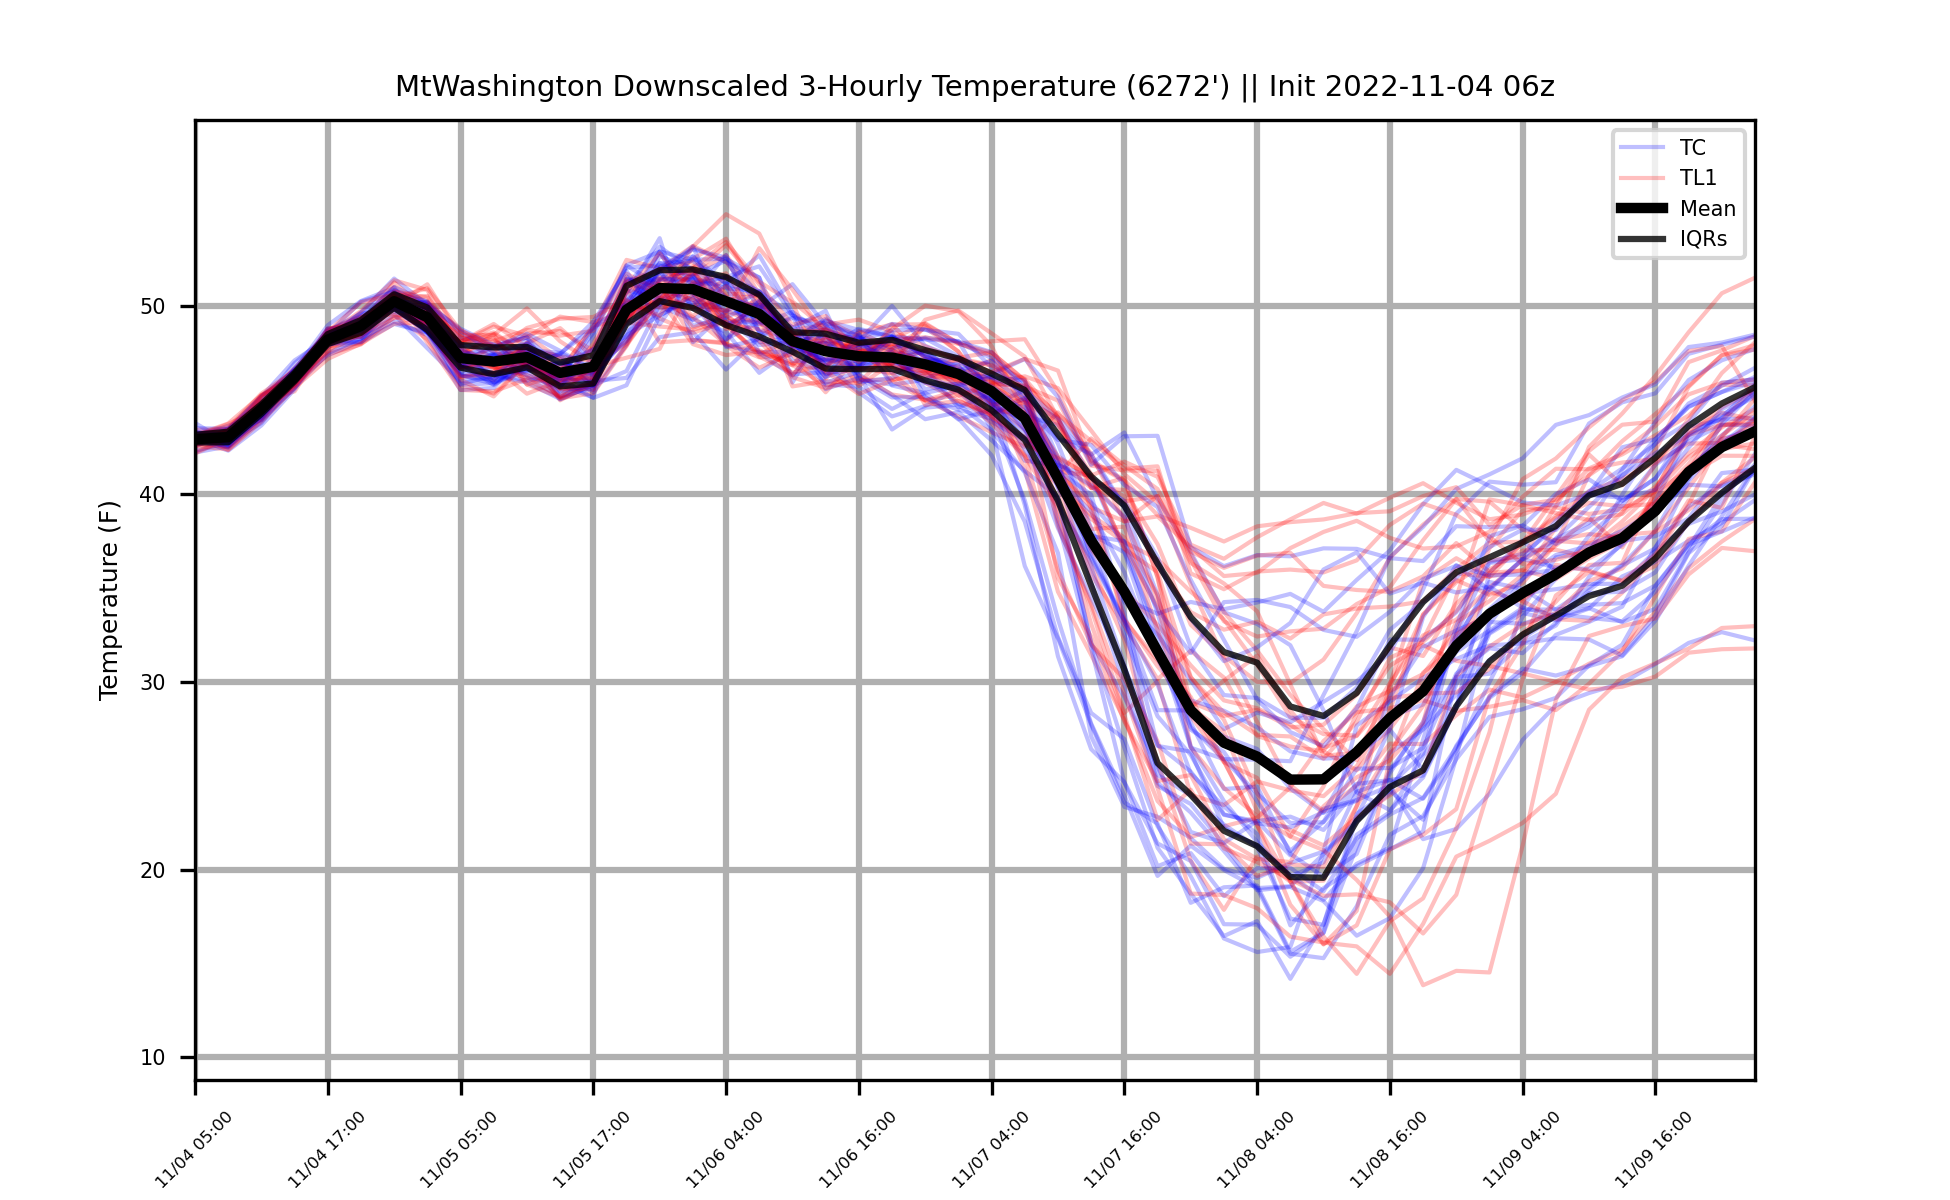 MtWashington Downscaled 3-Hourly Temperature (6272') || Init 2022-11-04 06z
TC
TL1
Mean
IQRs
Temperature (F)
50
40
30
20
10
11/04 05:00
11/04 17:00
11/05 05:00
11/05 17:00
11/06 04:00
11/06 16:00
11/07 04:00
11/07 16:00
11/08 04:00
11/08 16:00
11/09 04:00
11/09 16:00